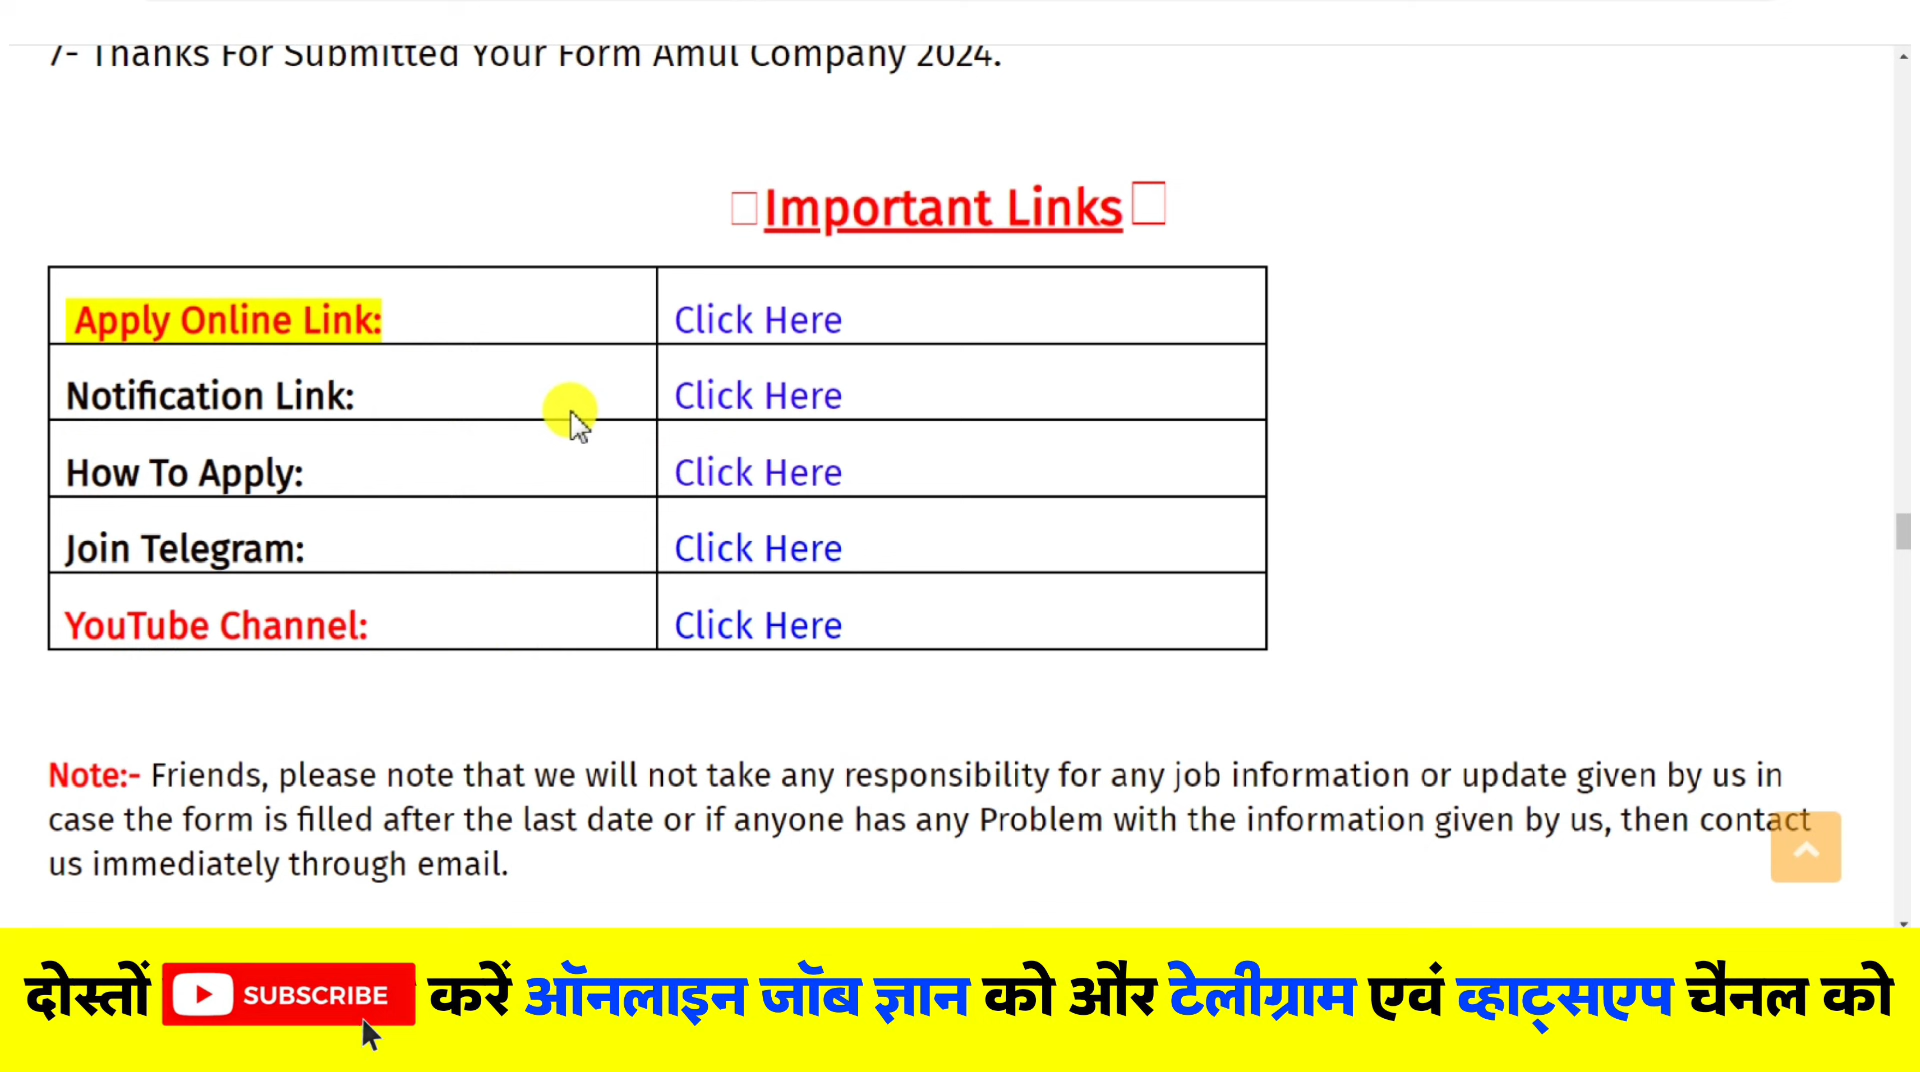 7- Thanks For Submitted Your Form Amul Company 2024.
Important Links
Apply Online Link: Click Here
Notification Link: Click Here
How To Apply: Click Here
Join Telegram: Click Here
YouTube Channel: Click Here
Note:- Friends, please note that we will not take any responsibility for any job information or update given by us in
case the form is filled after the last date or if anyone has any Problem with the information given by us, then contact
us immediately through email.
दोस्तों SUBSCRIBE करें ऑनलाइन जॉब ज्ञान को और टेलीग्राम एवं व्हाट्सएप चैनल को